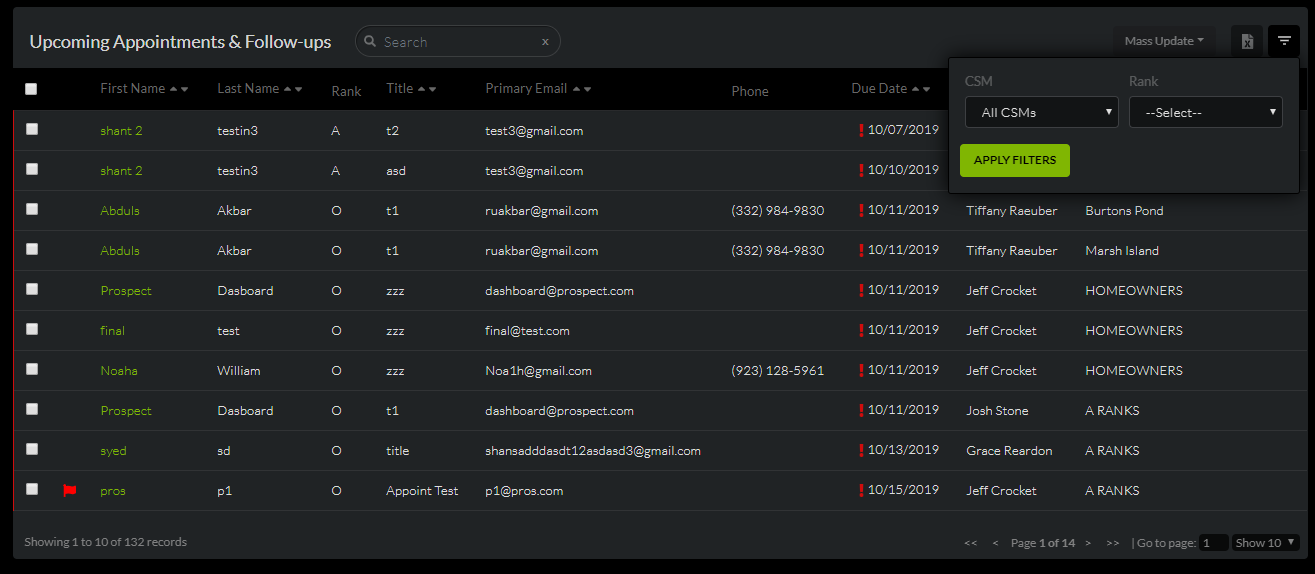 Upcoming Appointments & Follow-ups Search x Mass Update
CSM Rank
First Name Last Name Rank Title Primary Email Phone Due Date
All CSMs --Select--
shant 2 testin3 A t2 test3@gmail.com 10/07/2019
APPLY FILTERS
shant 2 testin3 A asd test3@gmail.com 10/10/2019
Abduls Akbar O t1 ruakbar@gmail.com (332) 984-9830 10/11/2019 Tiffany Raeuber Burtons Pond
Abduls Akbar O t1 ruakbar@gmail.com (332) 984-9830 10/11/2019 Tiffany Raeuber Marsh Island
Prospect Dasboard O zzz dashboard@prospect.com 10/11/2019 Jeff Crocket HOMEOWNERS
final test O zzz final@test.com 10/11/2019 Jeff Crocket HOMEOWNERS
Noaha William O zzz Noa1h@gmail.com (923) 128-5961 10/11/2019 Jeff Crocket HOMEOWNERS
Prospect Dasboard O t1 dashboard@prospect.com 10/11/2019 Josh Stone A RANKS
syed sd O title shansadddasdt12asdasd3@gmail.com 10/13/2019 Grace Reardon A RANKS
pros p1 O Appoint Test p1@pros.com 10/15/2019 Jeff Crocket A RANKS
Showing 1 to 10 of 132 records << < Page 1 of 14 > >> | Go to page: 1 Show 10